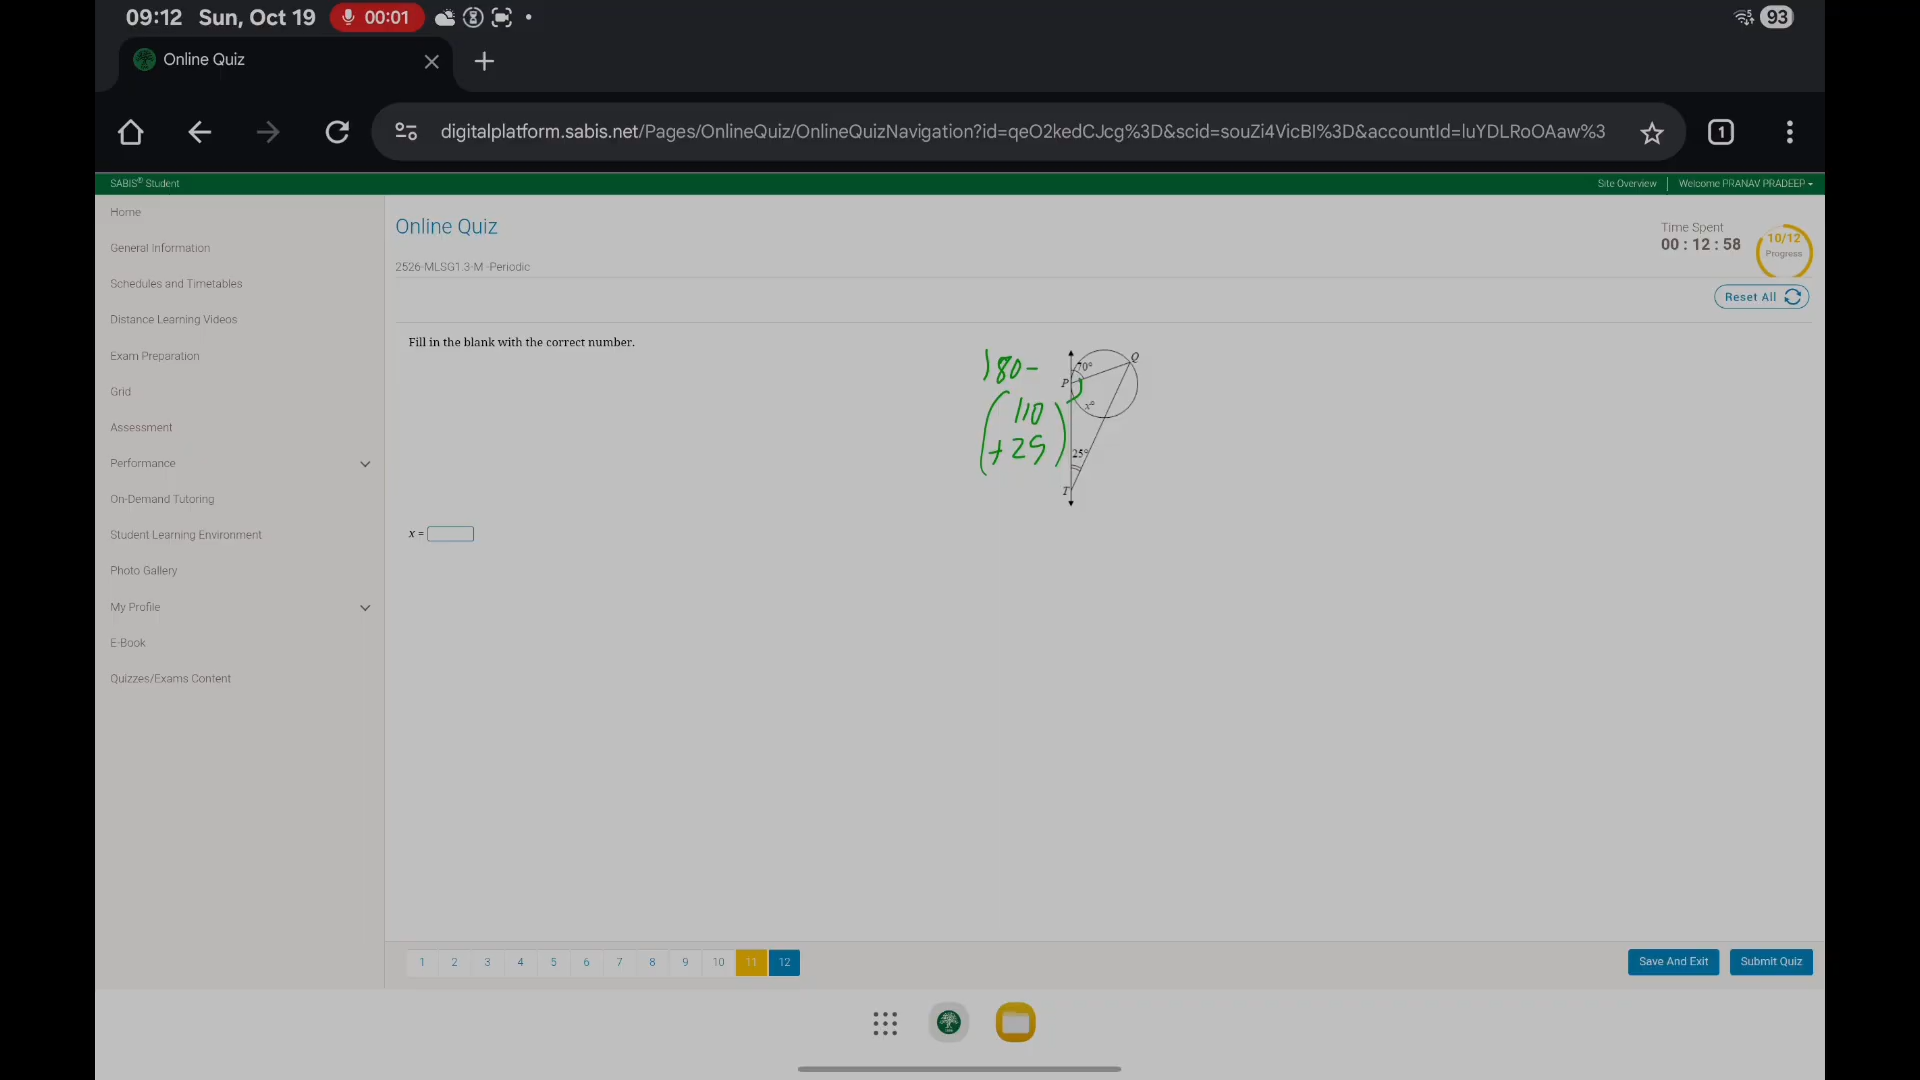 09:12 Sun, Oct 19 00:01 93
Online Quiz
digitalplatform.sabis.net/Pages/OnlineQuiz/OnlineQuizNavigation?id=qeO2kedCJcg%3D&scid=souZi4VicBI%3D&accountId=luYDLRoOAaw%3 1
SABIS® Student Site Overview Welcome PRANAV PRADEEP
Home
General Information
Schedules and Timetables
Distance Learning Videos
Exam Preparation
Grid
Assessment
Performance
On-Demand Tutoring
Student Learning Environment
Photo Gallery
My Profile
E-Book
Quizzes/Exams Content
Online Quiz
Time Spent
00 : 12 : 58
10/12
Progress
2526-MLSG1.3-M -Periodic
Reset All
Fill in the blank with the correct number.
180 -
(110
+ 25)
70°
Q
P
x°
25°
T
x =
1 2 3 4 5 6 7 8 9 10 11 12
Save And Exit Submit Quiz